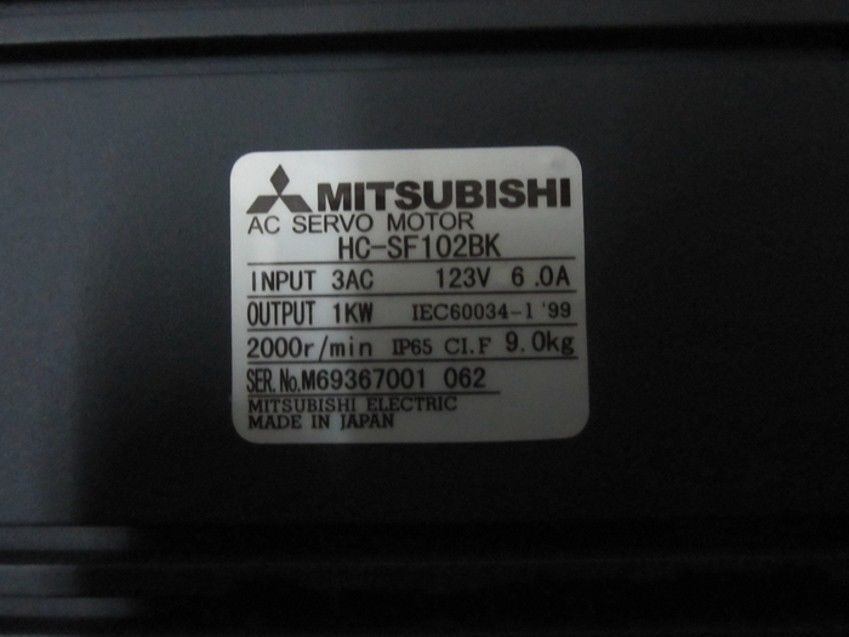 MITSUBISHI
AC SERVO MOTOR
HC-SF102BK
INPUT 3AC 123V 6.0A
OUTPUT 1KW IEC60034-1 '99
2000r/min IP65 CI.F 9.0kg
SER.No.M69367001 062
MITSUBISHI ELECTRIC
MADE IN JAPAN